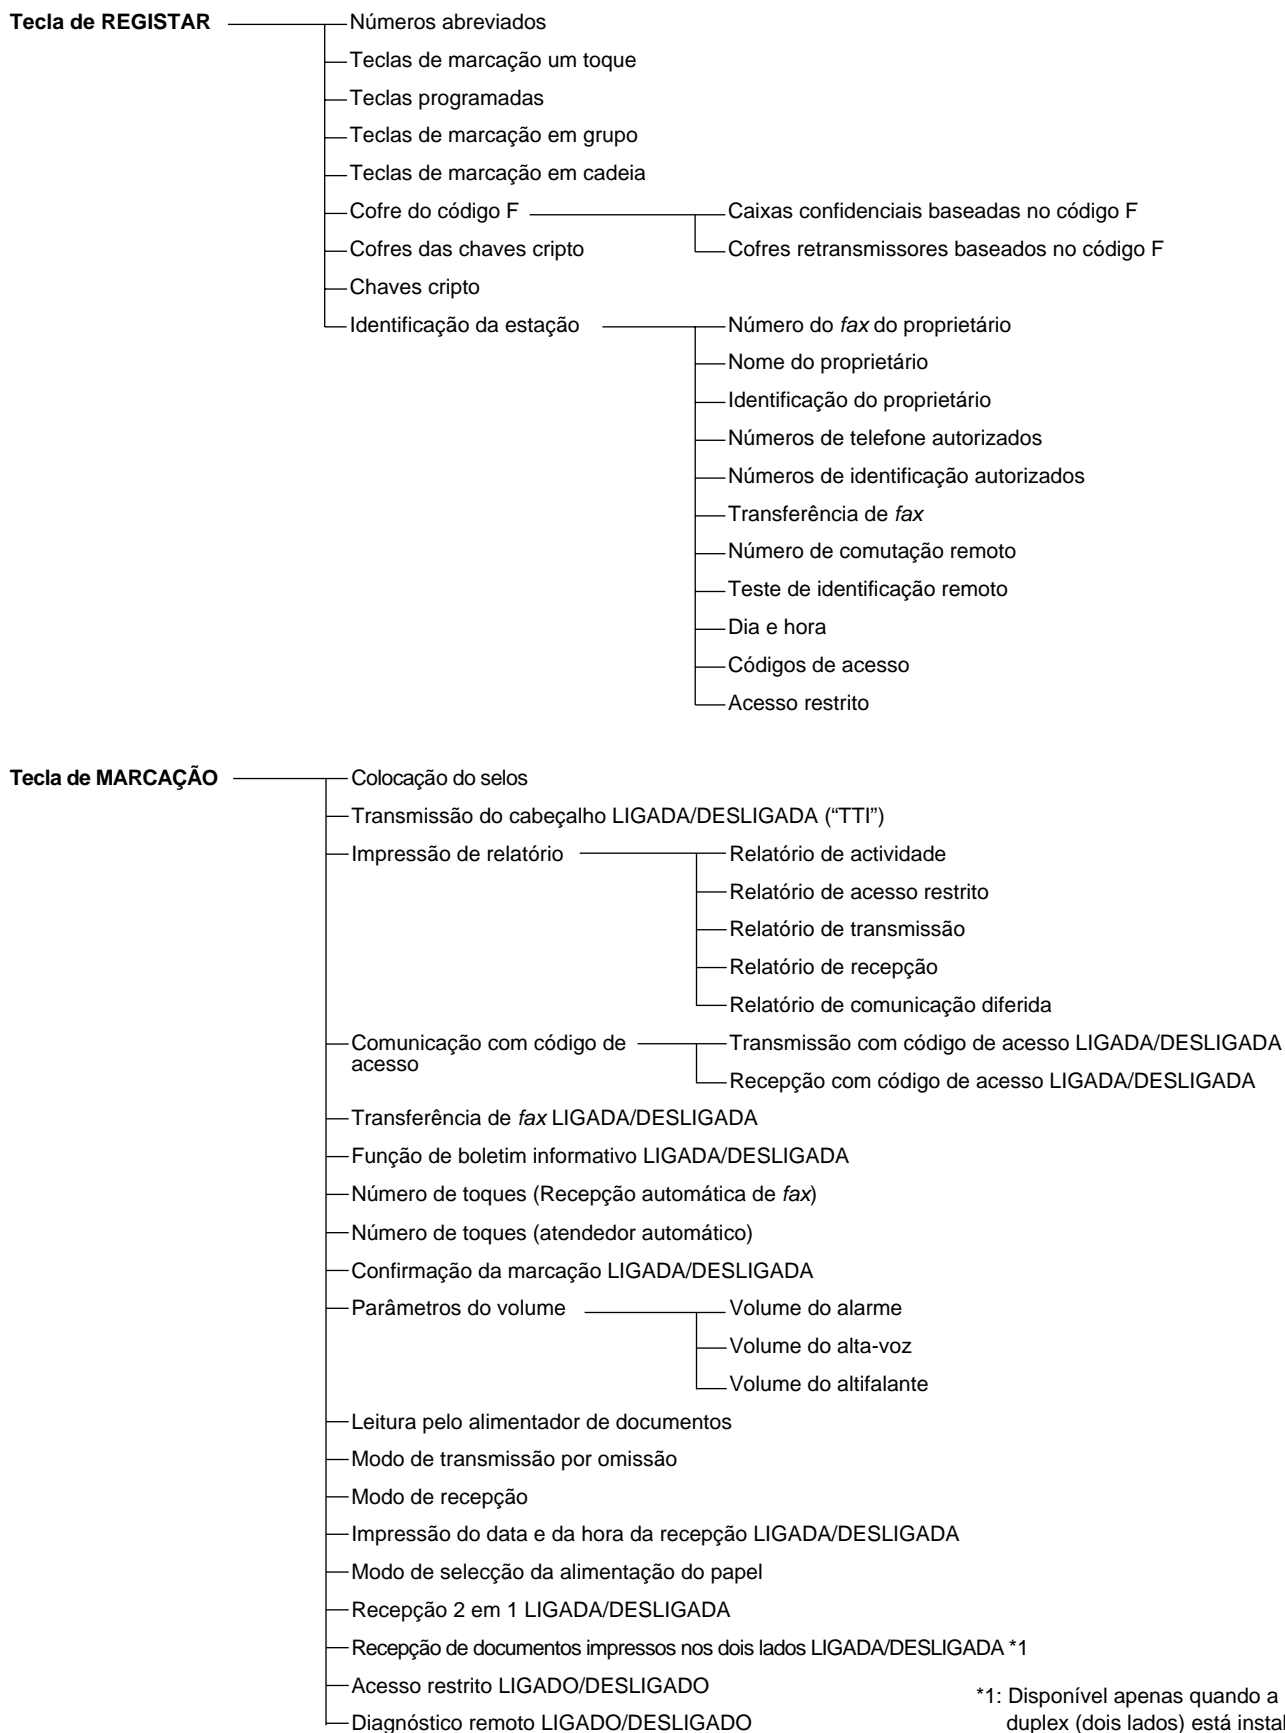 Tecla de REGISTAR
Números abreviados
Teclas de marcação um toque
Teclas programadas
Teclas de marcação em grupo
Teclas de marcação em cadeia
Cofre do código F
Caixas confidenciais baseadas no código F
Cofres das chaves cripto
Cofres retransmissores baseados no código F
Chaves cripto
Identificação da estação
Número do fax do proprietário
Nome do proprietário
Identificação do proprietário
Números de telefone autorizados
Números de identificação autorizados
Transferência de fax
Número de comutação remoto
Teste de identificação remoto
Dia e hora
Códigos de acesso
Acesso restrito
Tecla de MARCAÇÃO
Colocação do selos
Transmissão do cabeçalho LIGADA/DESLIGADA (“TTI”)
Impressão de relatório
Relatório de actividade
Relatório de acesso restrito
Relatório de transmissão
Relatório de recepção
Relatório de comunicação diferida
Comunicação com código de
acesso
Transmissão com código de acesso LIGADA/DESLIGADA
Recepção com código de acesso LIGADA/DESLIGADA
Transferência de fax LIGADA/DESLIGADA
Função de boletim informativo LIGADA/DESLIGADA
Número de toques (Recepção automática de fax)
Número de toques (atendedor automático)
Confirmação da marcação LIGADA/DESLIGADA
Parâmetros do volume
Volume do alarme
Volume do alta-voz
Volume do altifalante
Leitura pelo alimentador de documentos
Modo de transmissão por omissão
Modo de recepção
Impressão do data e da hora da recepção LIGADA/DESLIGADA
Modo de selecção da alimentação do papel
Recepção 2 em 1 LIGADA/DESLIGADA
Recepção de documentos impressos nos dois lados LIGADA/DESLIGADA *1
Acesso restrito LIGADO/DESLIGADO
Diagnóstico remoto LIGADO/DESLIGADO
*1: Disponível apenas quando a
duplex (dois lados) está